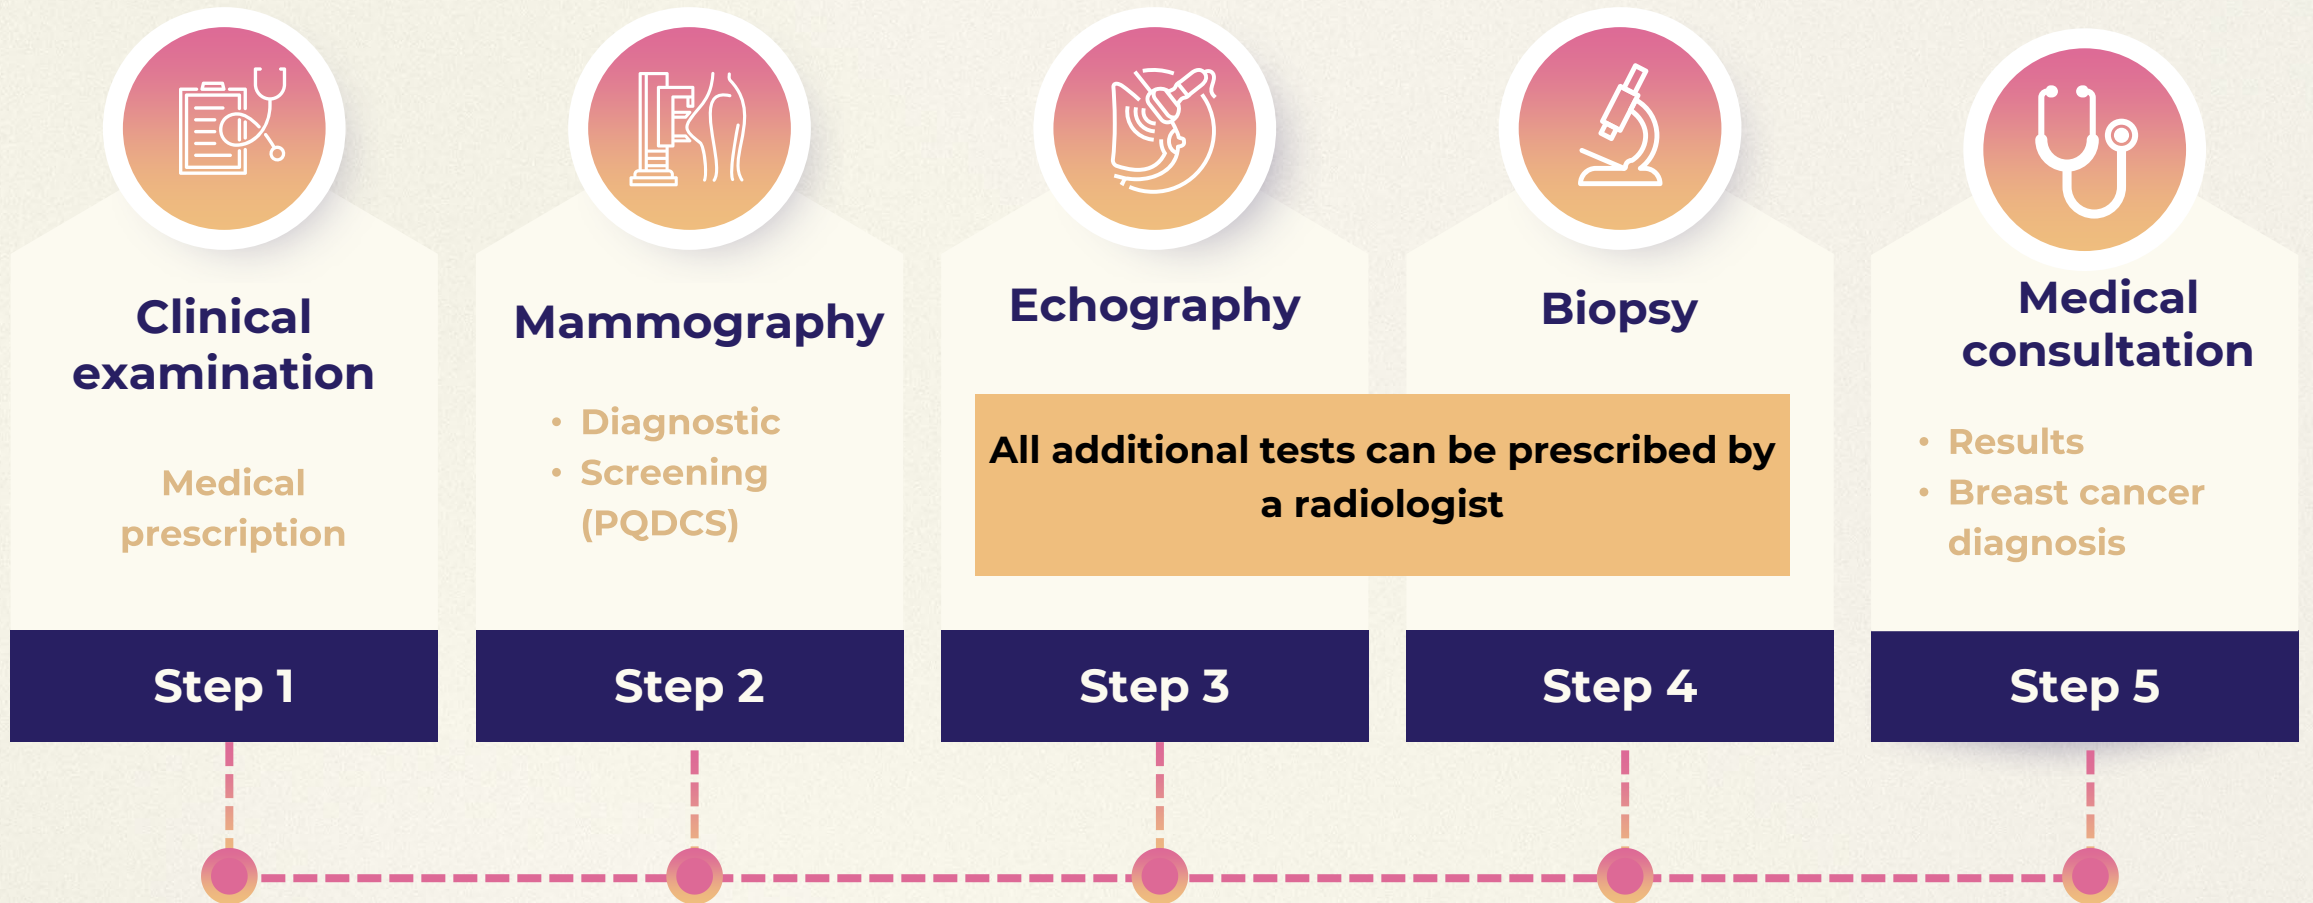 Clinical
examination
Medical
prescription
Step 1
Mammography
• Diagnostic
• Screening
(PQDCS)
Step 2
Echography
Biopsy
All additional tests can be prescribed by
a radiologist
Step 3
Step 4
Medical
consultation
• Results
• Breast cancer
diagnosis
Step 5